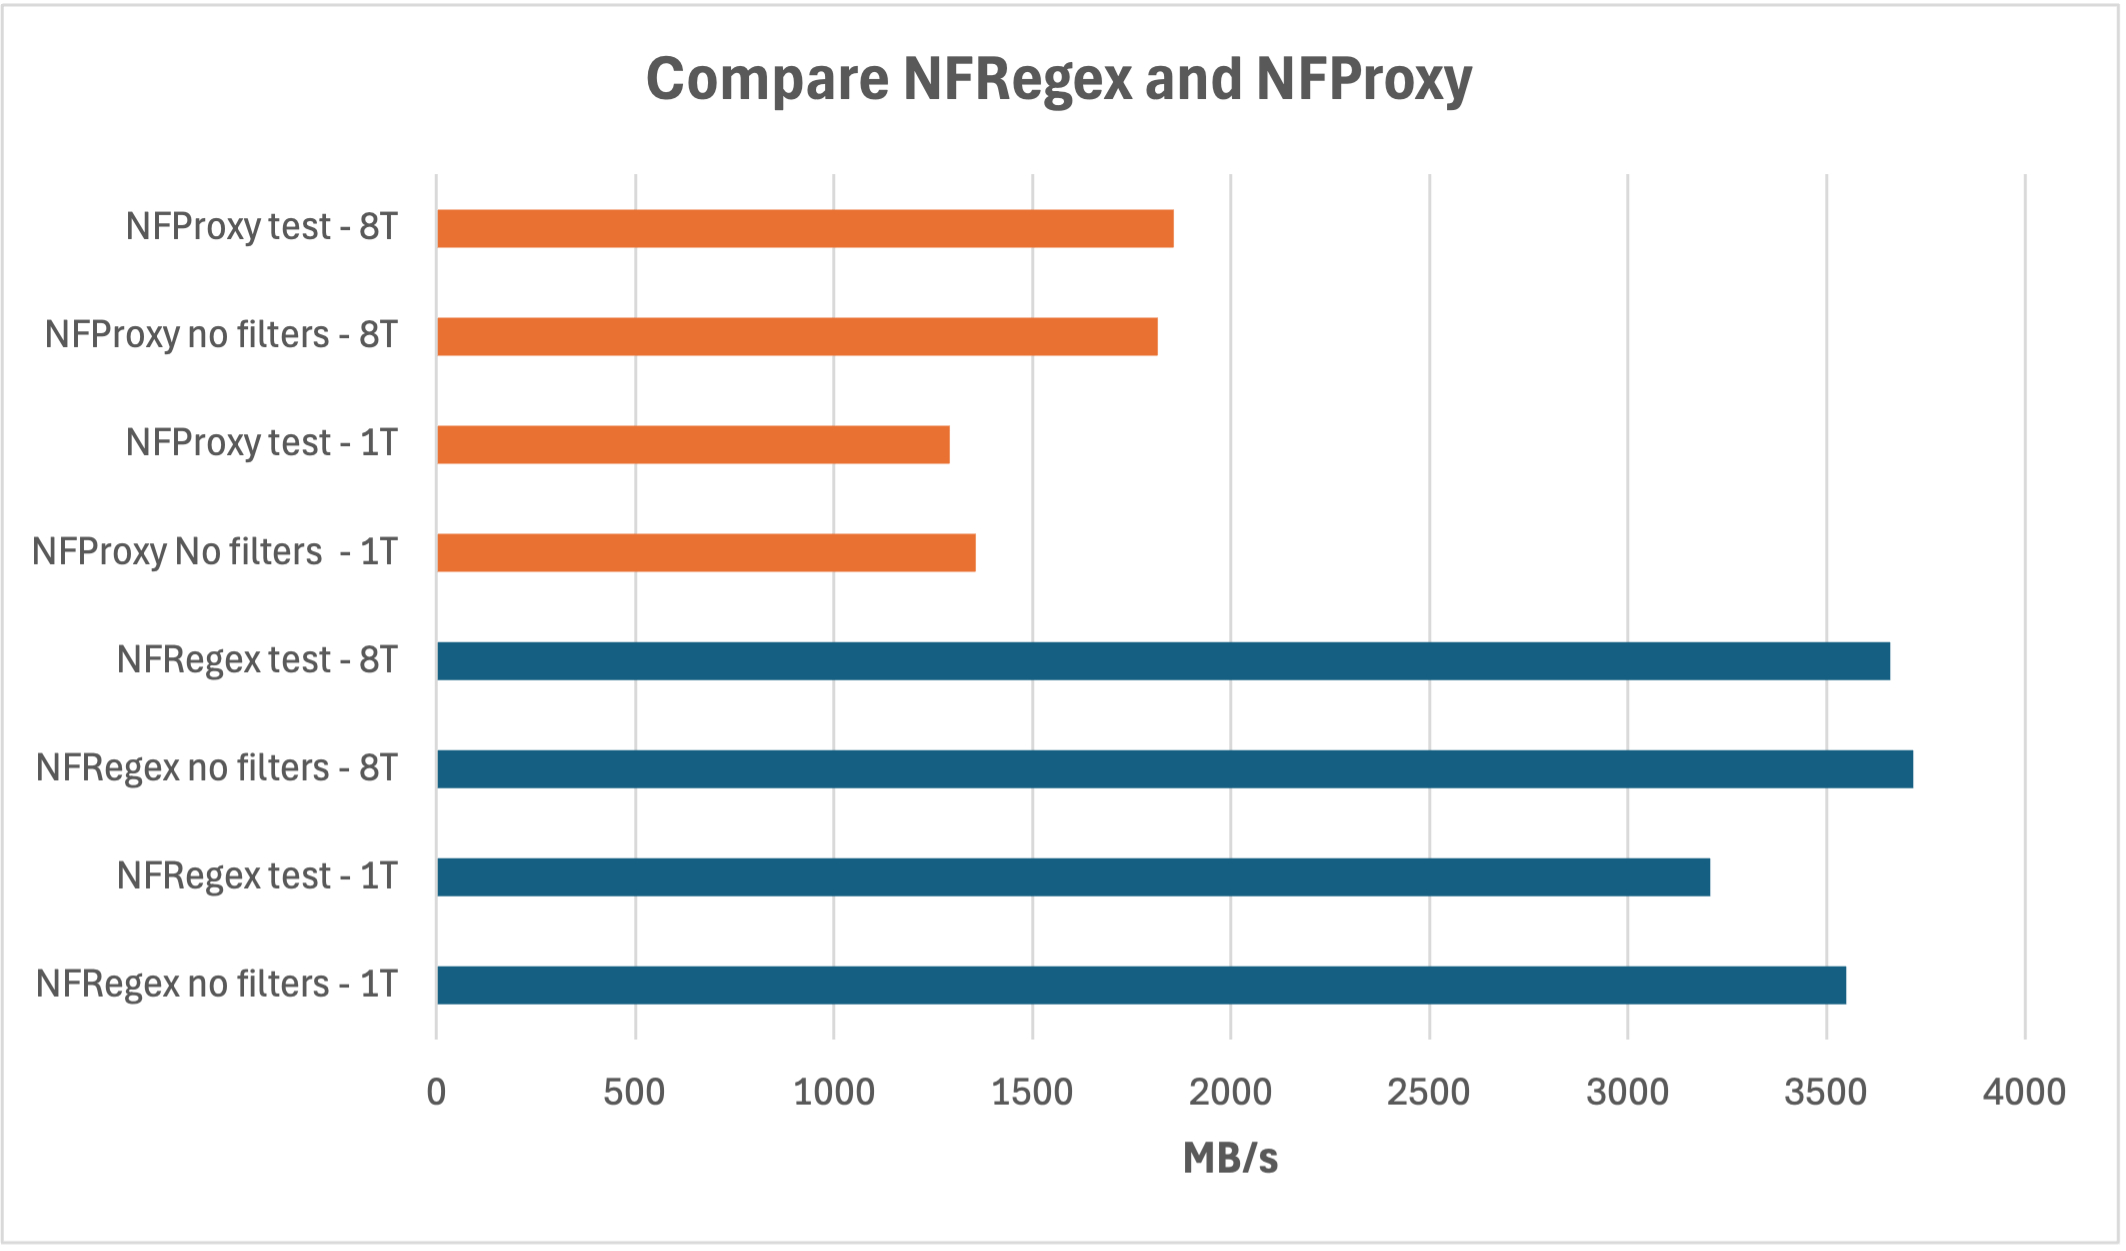 Compare NFRegex and NFProxy
NFProxy test - 8T
NFProxy no filters - 8T
NFProxy test - 1T
NFProxy No filters  - 1T
NFRegex test - 8T
NFRegex no filters - 8T
NFRegex test - 1T
NFRegex no filters - 1T
0 500 1000 1500 2000 2500 3000 3500 4000
MB/s